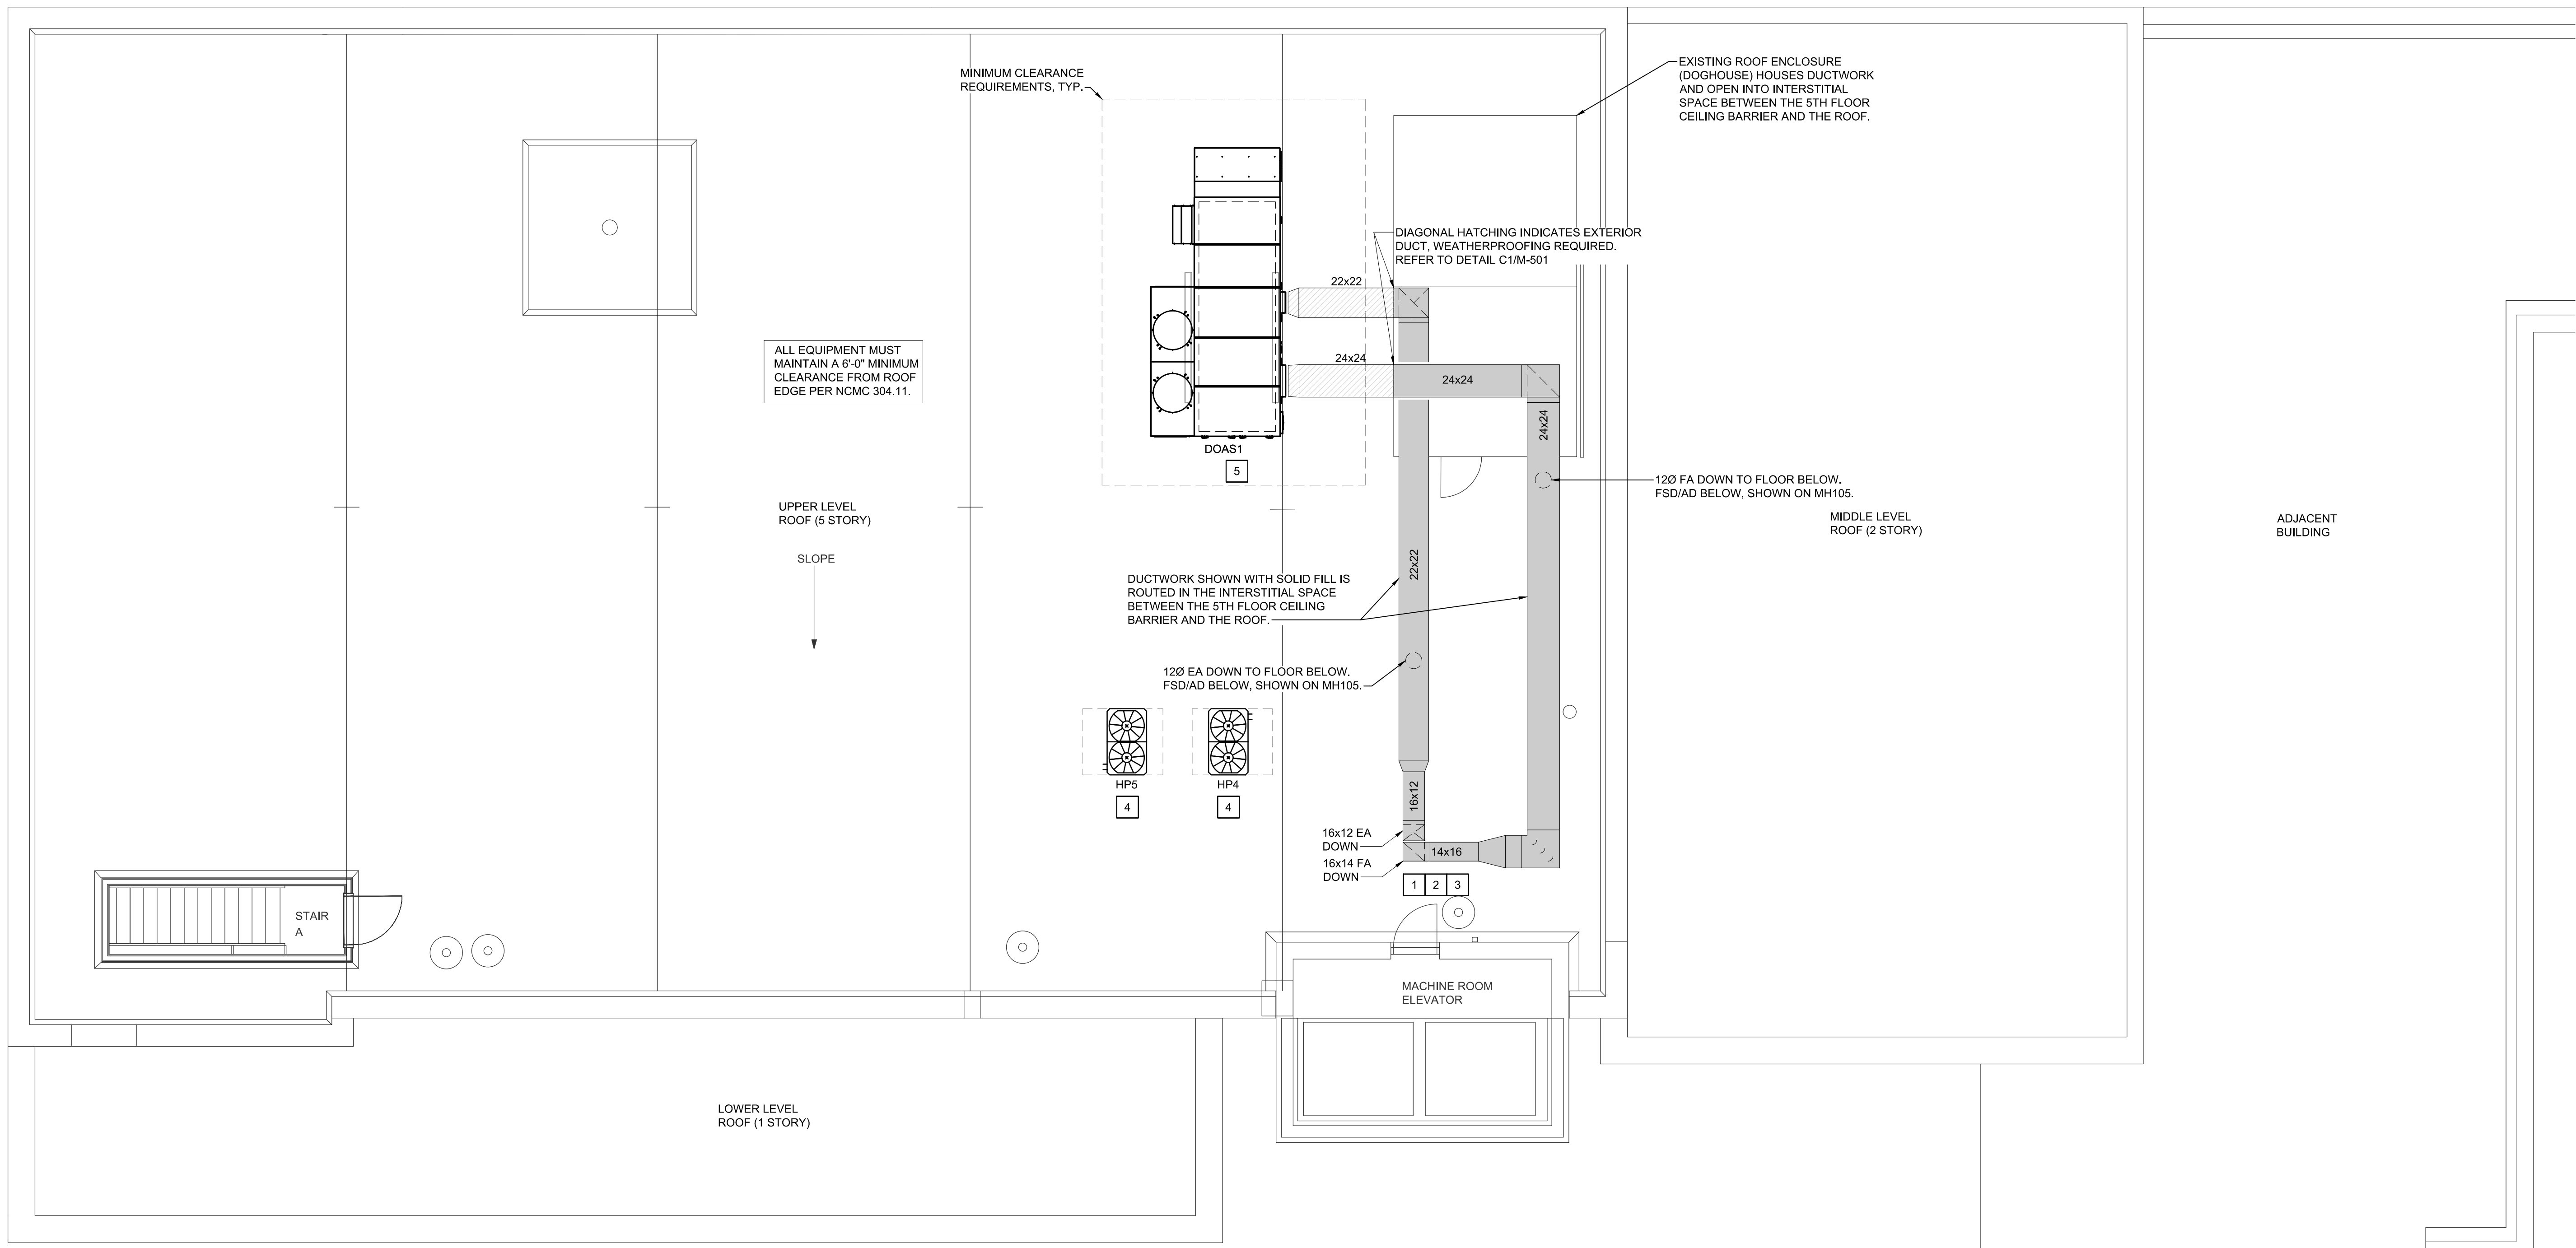 MINIMUM CLEARANCE
REQUIREMENTS, TYP.
EXISTING ROOF ENCLOSURE
(DOGHOUSE) HOUSES DUCTWORK
AND OPEN INTO INTERSTITIAL
SPACE BETWEEN THE 5TH FLOOR
CEILING BARRIER AND THE ROOF.
DIAGONAL HATCHING INDICATES EXTERIOR
DUCT, WEATHERPROOFING REQUIRED.
REFER TO DETAIL C1/M-501
22x22
24x24
24x24
24x24
ALL EQUIPMENT MUST
MAINTAIN A 6'-0" MINIMUM
CLEARANCE FROM ROOF
EDGE PER NCMC 304.11.
DOAS1
5
12Ø FA DOWN TO FLOOR BELOW.
FSD/AD BELOW, SHOWN ON MH105.
UPPER LEVEL
ROOF (5 STORY)
MIDDLE LEVEL
ROOF (2 STORY)
ADJACENT
BUILDING
SLOPE
22x22
DUCTWORK SHOWN WITH SOLID FILL IS
ROUTED IN THE INTERSTITIAL SPACE
BETWEEN THE 5TH FLOOR CEILING
BARRIER AND THE ROOF.
12Ø EA DOWN TO FLOOR BELOW.
FSD/AD BELOW, SHOWN ON MH105.
HP5
4
HP4
4
16x12
16x12 EA
DOWN
14x16
16x14 FA
DOWN
1 2 3
STAIR
A
MACHINE ROOM
ELEVATOR
LOWER LEVEL
ROOF (1 STORY)